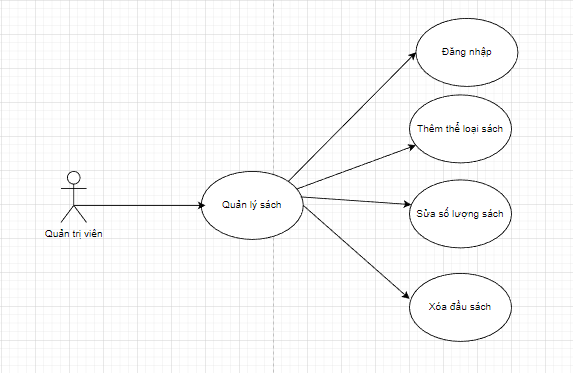 Đăng nhập
Thêm thể loại sách
Quản lý sách
Sửa số lượng sách
Quản trị viên
Xóa đầu sách